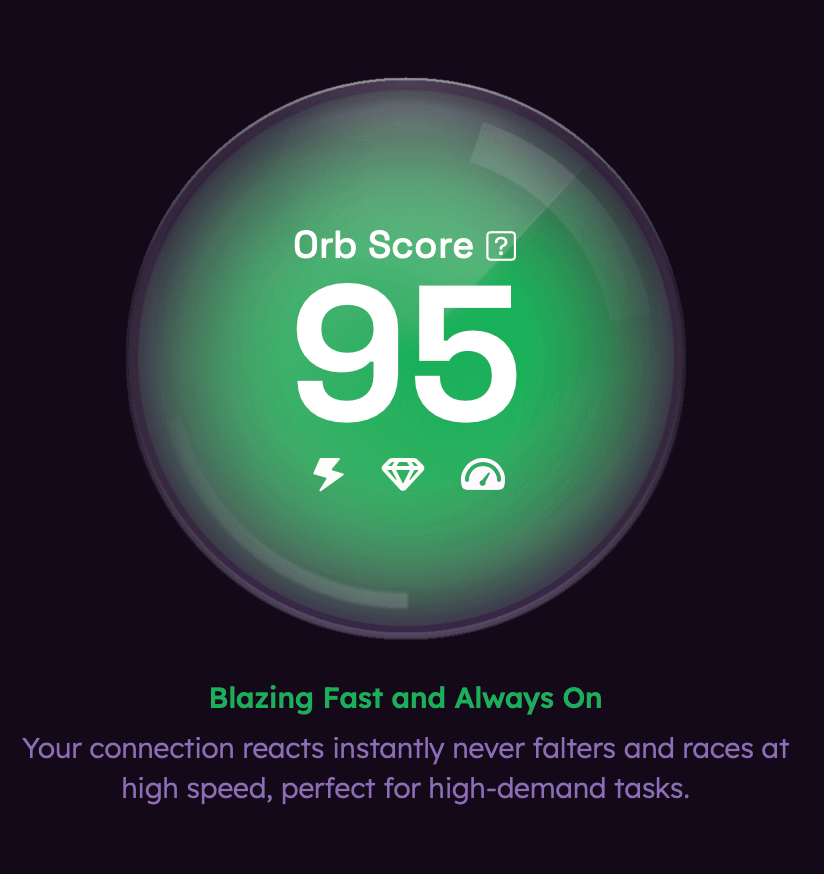 Orb Score ?
95
Blazing Fast and Always On
Your connection reacts instantly never falters and races at
high speed, perfect for high-demand tasks.